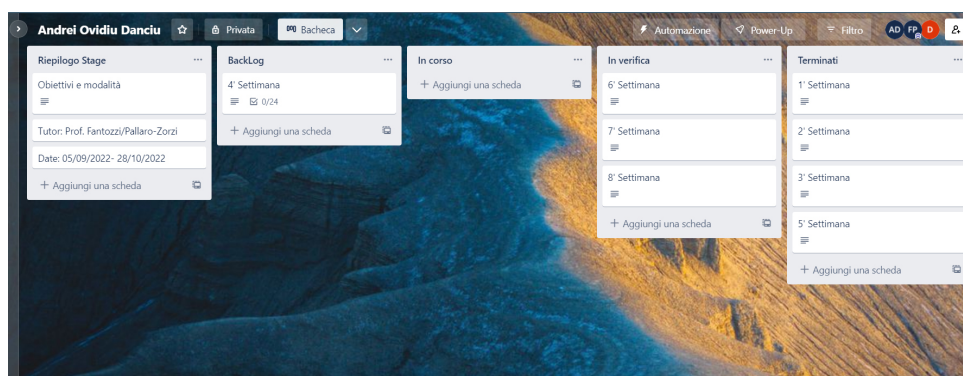 Andrei Ovidiu Danciu
Privata
Bacheca
Automazione
Power-Up
Filtro
AD
FP
D
Riepilogo Stage
Obiettivi e modalità
Tutor: Prof. Fantozzi/Pallaro-Zorzi
Date: 05/09/2022- 28/10/2022
+ Aggiungi una scheda
BackLog
4' Settimana
0/24
+ Aggiungi una scheda
In corso
+ Aggiungi una scheda
In verifica
6' Settimana
7' Settimana
8' Settimana
+ Aggiungi una scheda
Terminati
1' Settimana
2' Settimana
3' Settimana
5' Settimana
+ Aggiungi una scheda